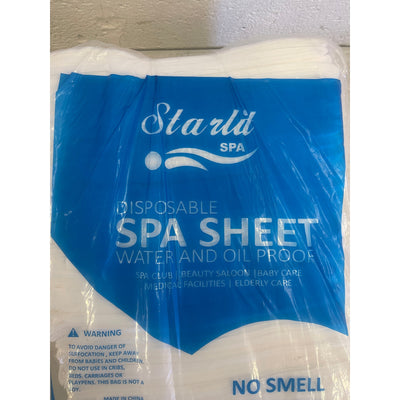 Starlit
SPA
DISPOSABLE
SPA SHEET
WATER AND OIL PROOF
SPA CLUB | BEAUTY SALOON | BABY CARE
MEDICAL FACILITIES | ELDERLY CARE
WARNING
TO AVOID DANGER OF
SUFFOCATION , KEEP AWAY
FROM BABIES AND CHILDREN
DO NOT USE IN CRIBS,
BEDS, CARRIAGES OR
PLAYPENS. THIS BAG IS NOT A
TOY.
MADE IN CHINA
NO SMELL